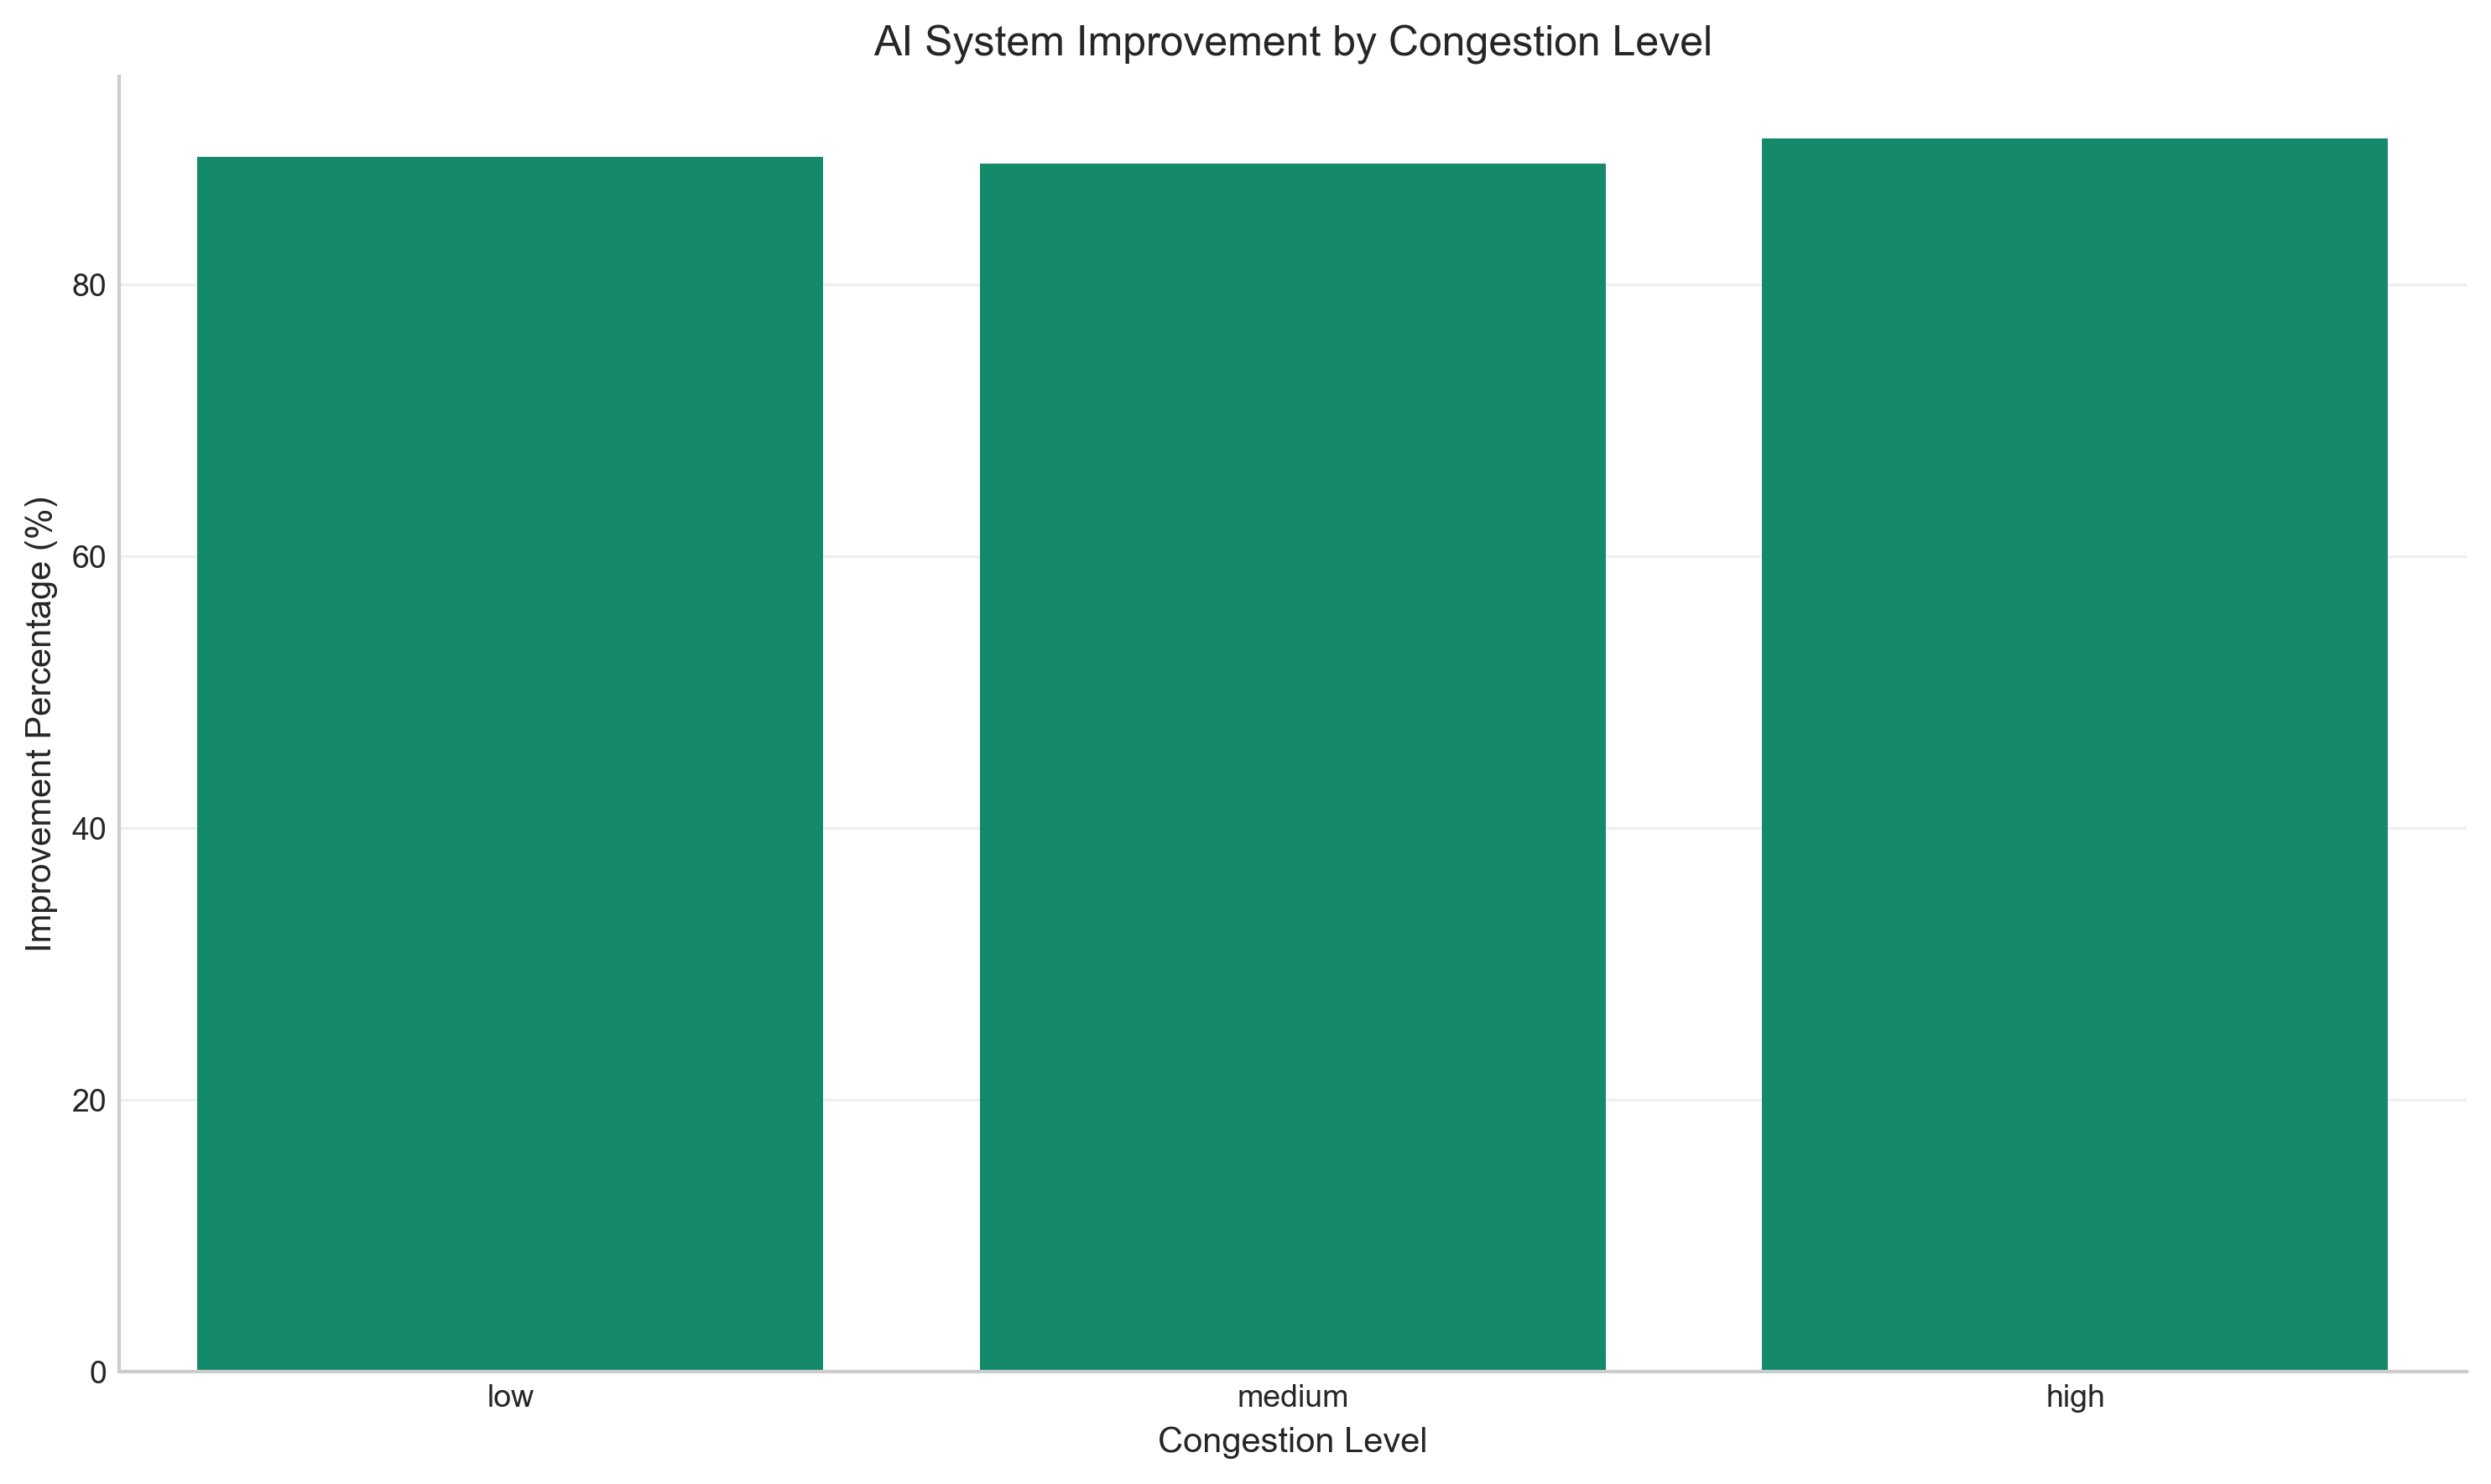 AI System Improvement by Congestion Level
Improvement Percentage (%)
80
60
40
20
0
low
medium
high
Congestion Level